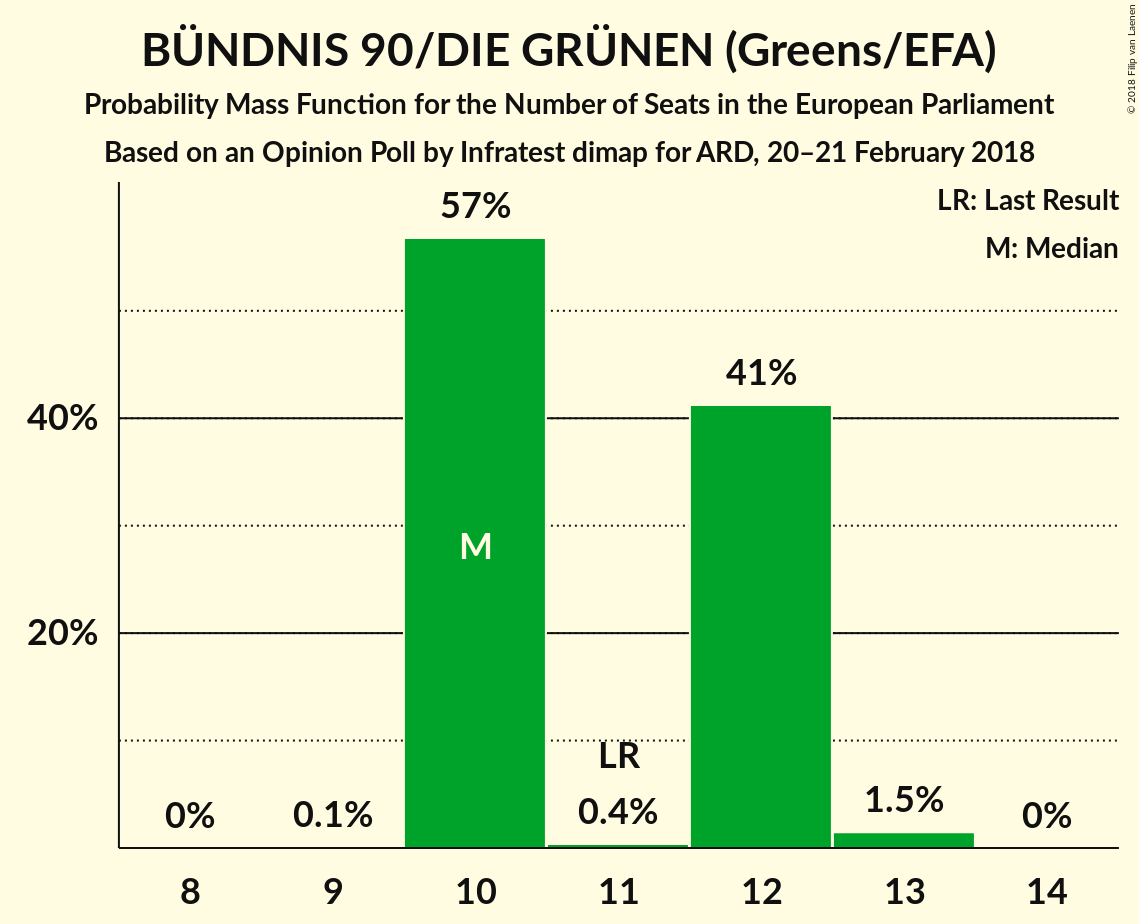 BÜNDNIS 90/DIE GRÜNEN (Greens/EFA)
Probability Mass Function for the Number of Seats in the European Parliament
Based on an Opinion Poll by Infratest dimap for ARD, 20–21 February 2018
© 2018 Filip van Laenen
LR: Last Result
M: Median
57%
41%
40%
M
20%
LR
0% 0.1% 0.4% 1.5% 0%
8 9 10 11 12 13 14